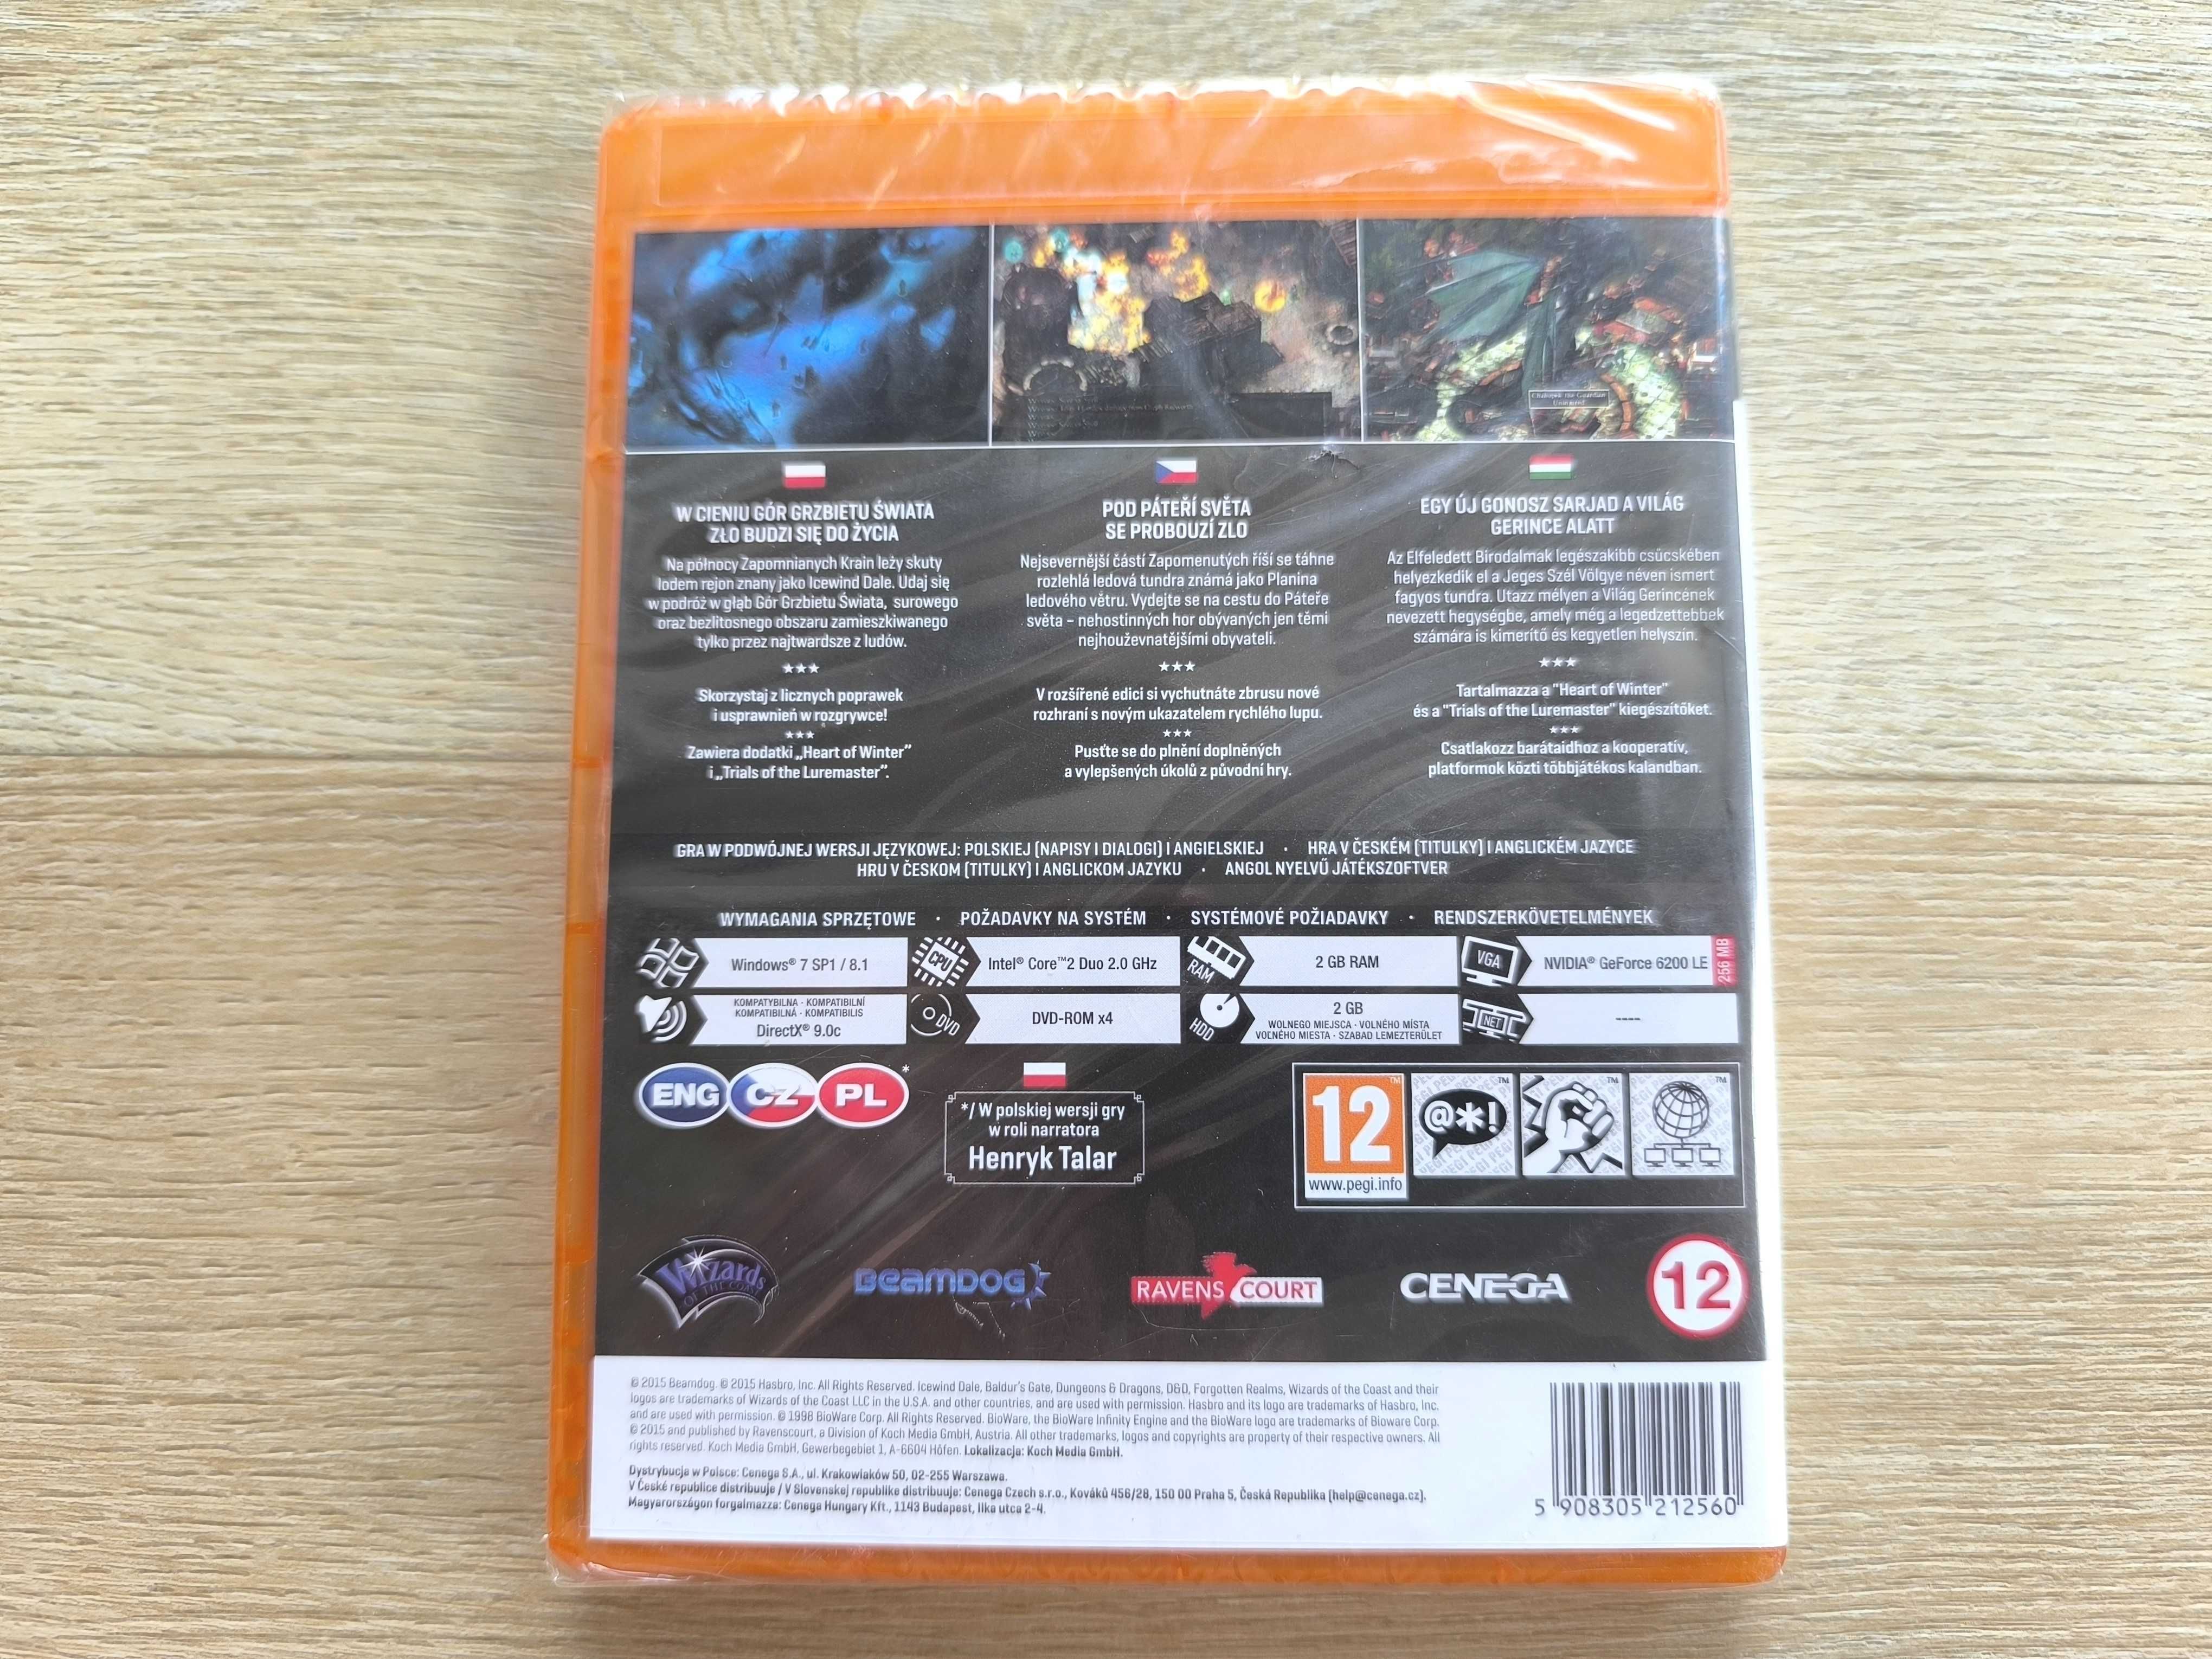 Chahopek the Guardian
Uninjured
W CIENIU GÓR GRZBIETU ŚWIATA
ZŁO BUDZI SIĘ DO ŻYCIA
Na północy Zapomnianych Krain leży skuty
lodem rejon znany jako Icewind Dale. Udaj się
w podróż w głąb Gór Grzbietu Świata, surowego
oraz bezlitosnego obszaru zamieszkiwanego
tylko przez najtwardsze z ludów.
★★★
Skorzystaj z licznych poprawek
i usprawnień w rozgrywce!
★★★
Zawiera dodatki „Heart of Winter”
i „Trials of the Luremaster”.
POD PÁTEŘÍ SVĚTA
SE PROBOUZÍ ZLO
Nejsevernější částí Zapomenutých říší se táhne
rozlehlá ledová tundra známá jako Planina
ledového větru. Vydejte se na cestu do Páteře
světa – nehostinných hor obývaných jen těmi
nejhouževnatějšími obyvateli.
★★★
V rozšířené edici si vychutnáte zbrusu nové
rozhraní s novým ukazatelem rychlého lupu.
★★★
Pusťte se do plnění doplněných
a vylepšených úkolů z původní hry.
EGY ÚJ GONOSZ SARJAD A VILÁG
GERINCE ALATT
Az Elfeledett Birodalmak legészakibb csücskében
helyezkedik el a Jeges Szél Völgye néven ismert
fagyos tundra. Utazz mélyen a Világ Gerincének
nevezett hegységbe, amely még a legedzettebbek
számára is kimerítő és kegyetlen helyszín.
★★★
Tartalmazza a "Heart of Winter"
és a "Trials of the Luremaster" kiegészítőket.
★★★
Csatlakozz barátaidhoz a kooperatív,
platformok közti többjátékos kalandban.
GRA W PODWÓJNEJ WERSJI JĘZYKOWEJ: POLSKIEJ (NAPISY I DIALOGI) I ANGIELSKIEJ · HRA V ČESKÉM (TITULKY) I ANGLICKÉM JAZYCE
HRU V ČESKOM (TITULKY) I ANGLICKOM JAZYKU · ANGOL NYELVŰ JÁTÉKSZOFTVER
WYMAGANIA SPRZĘTOWE · POŽADAVKY NA SYSTÉM · SYSTÉMOVÉ POŽIADAVKY · RENDSZERKÖVETELMÉNYEK
Windows® 7 SP1 / 8.1
CPU
Intel® Core™2 Duo 2.0 GHz
RAM
2 GB RAM
VGA
NVIDIA® GeForce 6200 LE
256 MB
KOMPATYBILNA · KOMPATIBILNÍ
KOMPATIBILNÁ · KOMPATIBILIS
DirectX® 9.0c
DVD
DVD-ROM x4
HDD
2 GB
WOLNEGO MIEJSCA · VOLNÉHO MÍSTA
VOĽNÉHO MIESTA · SZABAD LEMEZTERÜLET
NET
ENG CZ PL *
*/ W polskiej wersji gry
w roli narratora
Henryk Talar
12
www.pegi.info
@*!
Wizards
OF THE COAST
BEAMDOG
RAVENSCOURT
CENEGA
12
© 2015 Beamdog. © 2015 Hasbro, Inc. All Rights Reserved. Icewind Dale, Baldur's Gate, Dungeons & Dragons, D&D, Forgotten Realms, Wizards of the Coast and their
logos are trademarks of Wizards of the Coast LLC in the U.S.A. and other countries, and are used with permission. Hasbro and its logo are trademarks of Hasbro, Inc.
and are used with permission. © 1998 BioWare Corp. All Rights Reserved. BioWare, the BioWare Infinity Engine and the BioWare logo are trademarks of Bioware Corp.
© 2015 and published by Ravenscourt, a Division of Koch Media GmbH, Austria. All other trademarks, logos and copyrights are property of their respective owners. All
rights reserved. Koch Media GmbH, Gewerbegebiet 1, A-6604 Höfen. Lokalizacja: Koch Media GmbH.
Dystrybucja w Polsce: Cenega S.A., ul. Krakowiaków 50, 02-255 Warszawa.
V České republice distribuuje / V Slovenskej republike distribuuje: Cenega Czech s.r.o., Kováků 456/28, 150 00 Praha 5, Česká Republika (help@cenega.cz).
Magyarországon forgalmazza: Cenega Hungary Kft., 1143 Budapest, Ilka utca 2-4.
5 908305 212560